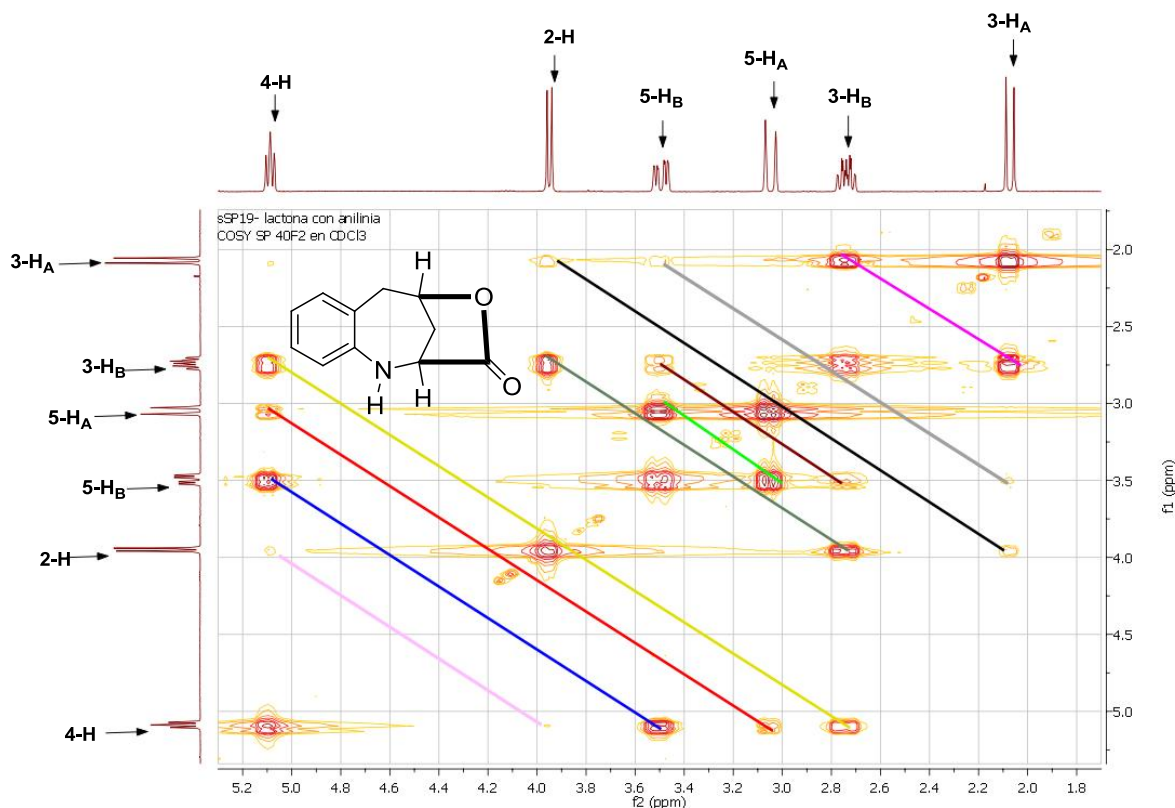 4-H
2-H
5-HB
5-HA
3-HB
3-HA
sSP19- lactona con anilinia
COSY SP 40F2 en CDCl3
3-HA
3-HB
5-HA
5-HB
2-H
4-H
H
O
N
H
H
O
2.0
2.5
3.0
3.5
4.0
4.5
5.0
f1 (ppm)
5.2 5.0 4.8 4.6 4.4 4.2 4.0 3.8 3.6 3.4 3.2 3.0 2.8 2.6 2.4 2.2 2.0 1.8
f2 (ppm)